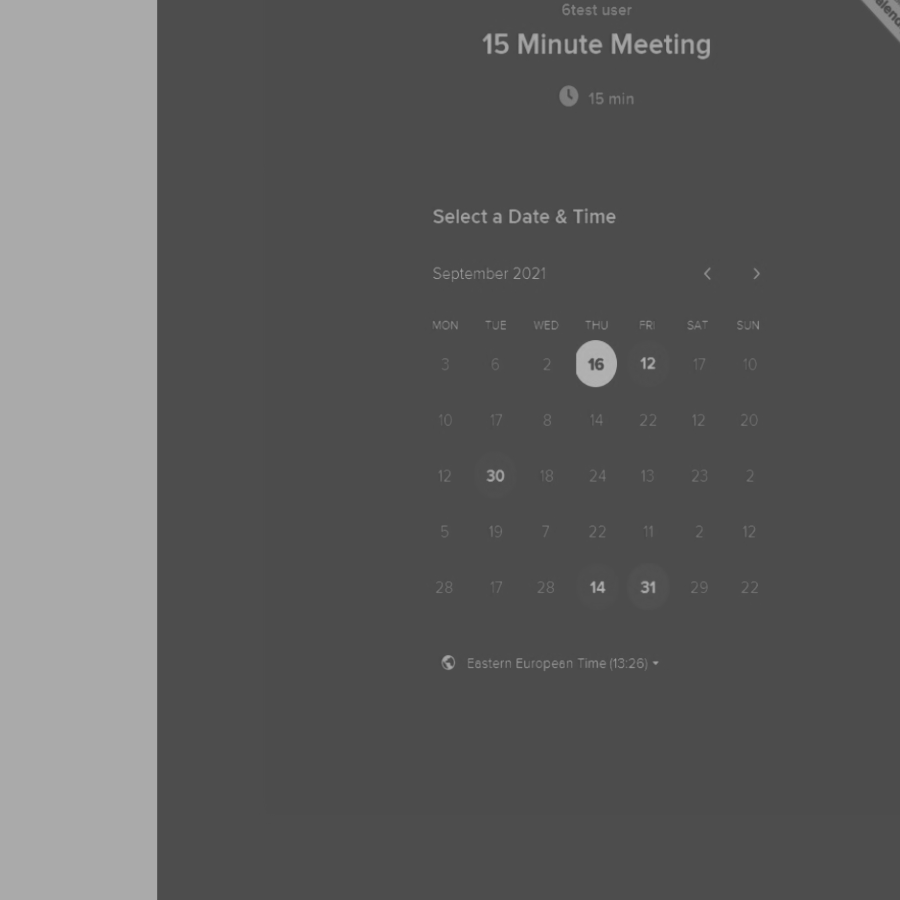 6test user
15 Minute Meeting
15 min
Select a Date & Time
September 2021
MON TUE WED THU FRI SAT SUN
3 6 2 16 12 17 10
10 17 8 14 22 12 20
12 30 18 24 13 23 2
5 19 7 22 11 2 12
28 17 28 14 31 29 22
Eastern European Time (13:26)